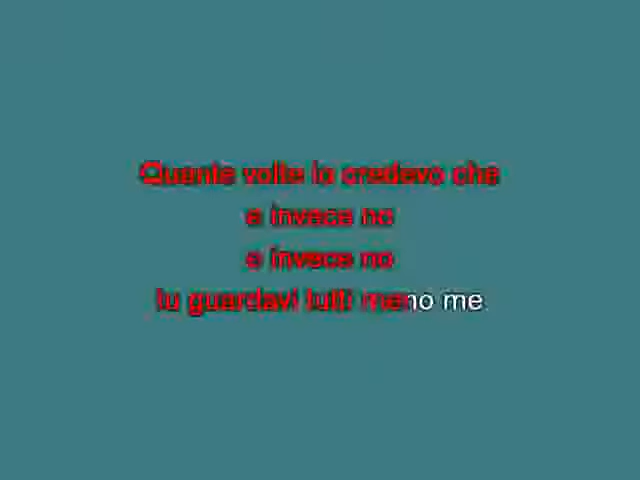 Quante volte io credevo che
e invece no
e invece no
tu guardavi tutti meno me